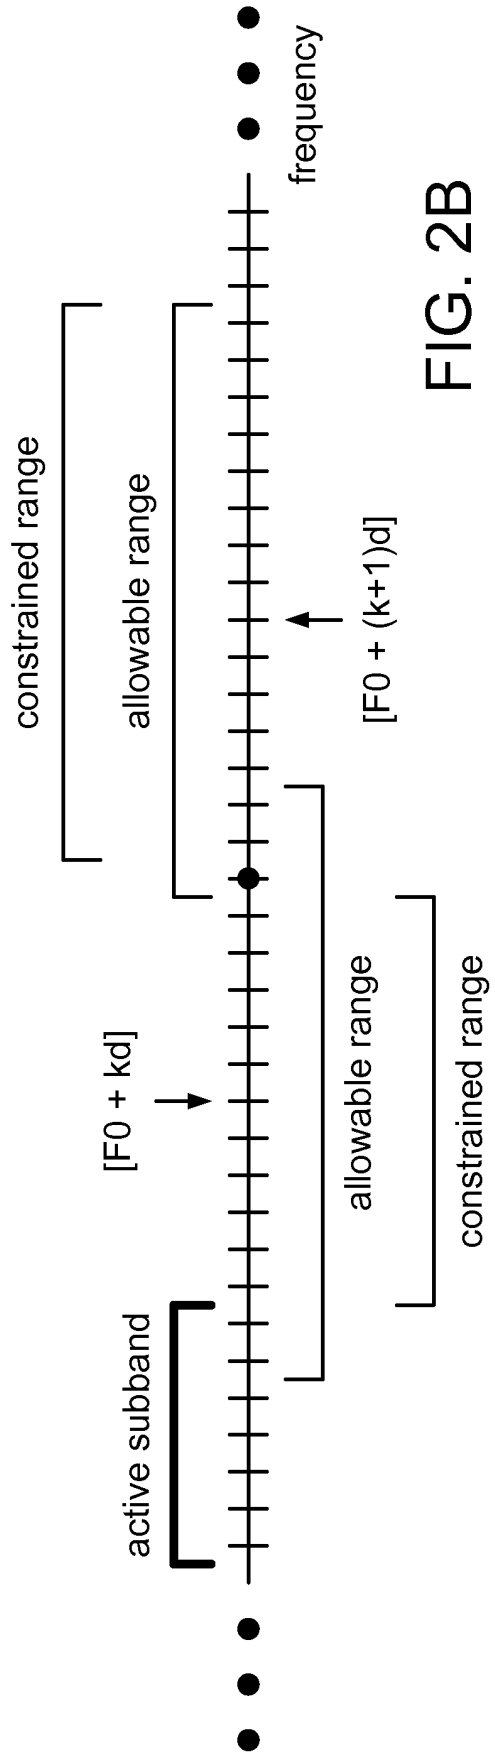 constrained range
allowable range
active subband
[F0 + kd]
frequency
[F0 + (k+1)d]
allowable range
constrained range
FIG. 2B